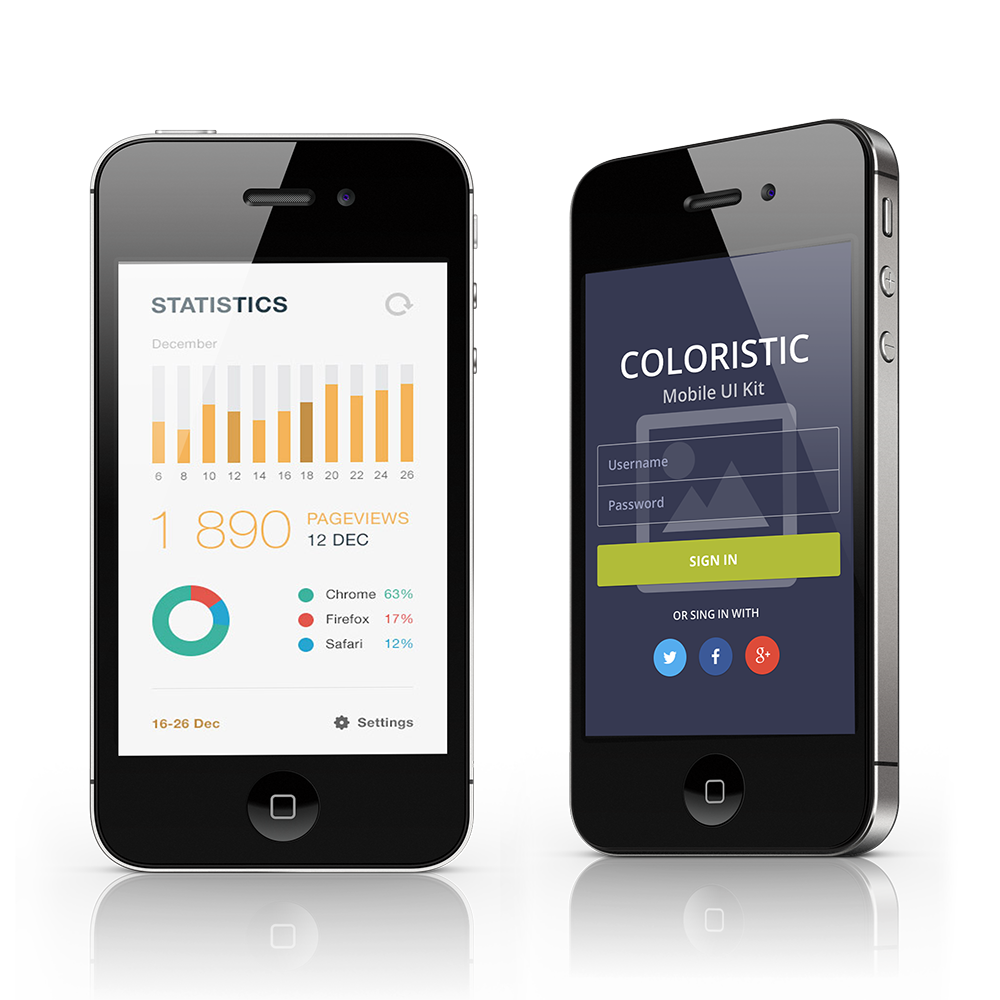 STATISTICS
December
6 8 10 12 14 16 18 20 22 24 26
1 890 PAGEVIEWS
12 DEC
Chrome 63%
Firefox 17%
Safari 12%
16-26 Dec Settings
COLORISTIC
Mobile UI Kit
Username
Password
SIGN IN
OR SING IN WITH
f
g+